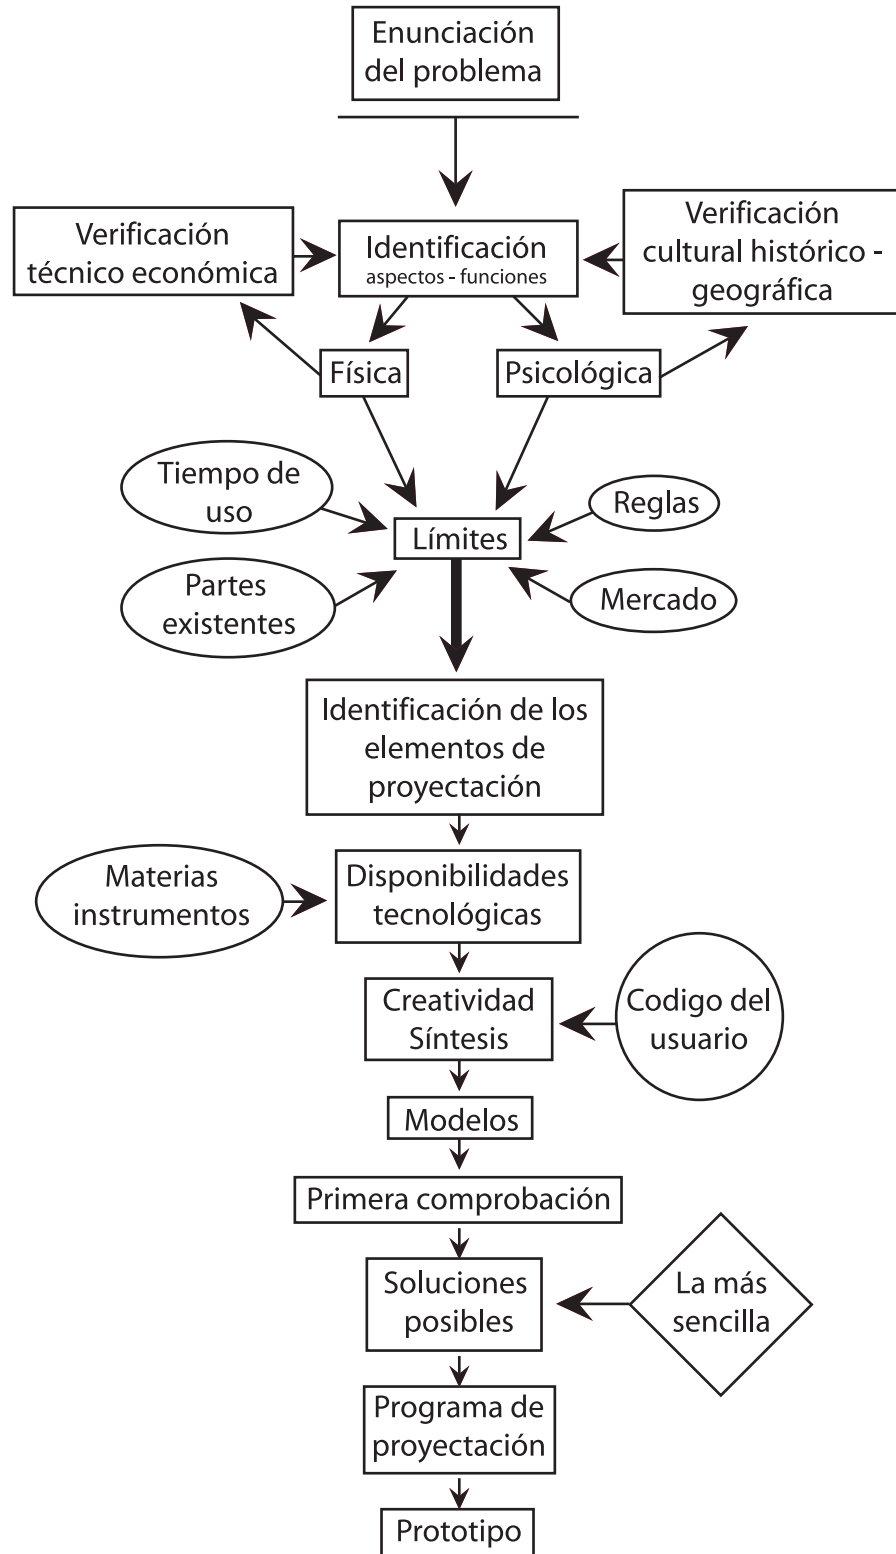 Enunciación
del problema
Verificación
técnico económica
Identificación
aspectos - funciones
Verificación
cultural histórico -
geográfica
Física
Psicológica
Tiempo de
uso
Reglas
Límites
Partes
existentes
Mercado
Identificación de los
elementos de
proyectación
Materias
instrumentos
Disponibilidades
tecnológicas
Creatividad
Síntesis
Codigo del
usuario
Modelos
Primera comprobación
Soluciones
posibles
La más
sencilla
Programa de
proyectación
Prototipo